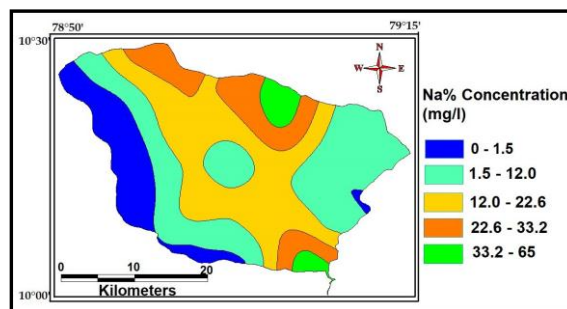 78°50' 79°15'
10°30'
N
W E
S
Na% Concentration
(mg/l)
0 - 1.5
1.5 - 12.0
12.0 - 22.6
22.6 - 33.2
33.2 - 65
0 10 20
Kilometers
10°00'